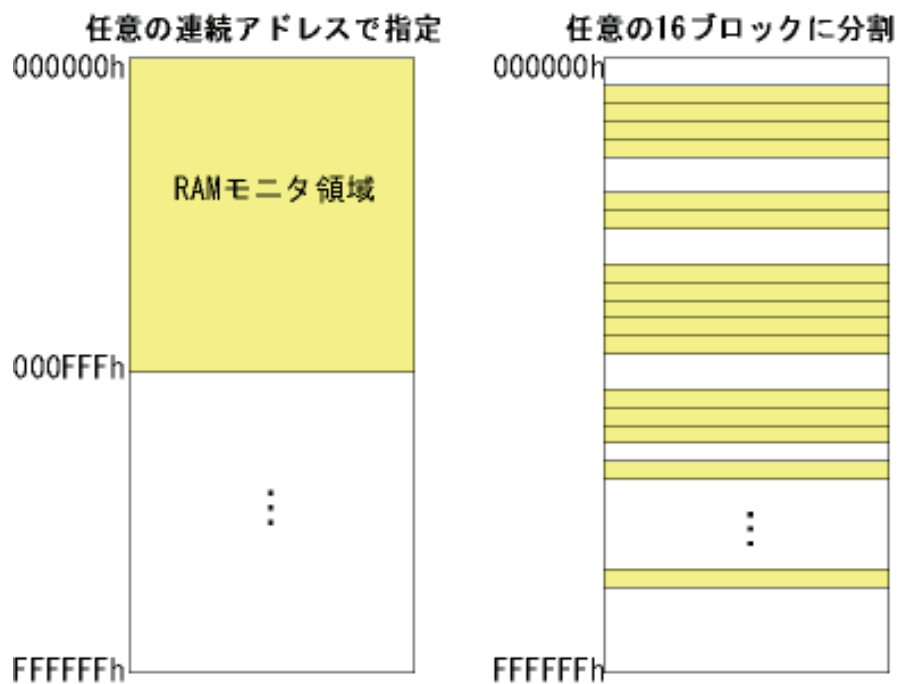 任意の連続アドレスで指定
000000h
RAMモニタ領域
000FFFh
⋮
FFFFFFh
任意の16ブロックに分割
000000h
⋮
FFFFFFh